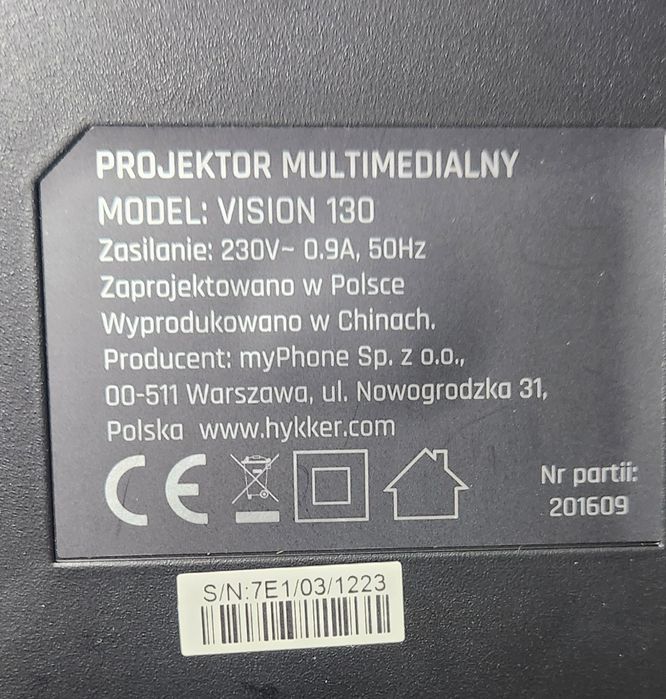 PROJEKTOR MULTIMEDIALNY
MODEL: VISION 130
Zasilanie: 230V~ 0.9A, 50Hz
Zaprojektowano w Polsce
Wyprodukowano w Chinach.
Producent: myPhone Sp. z o.o.,
00-511 Warszawa, ul. Nowogrodzka 31,
Polska www.hykker.com
CE
Nr partii:
201609
S/N:7E1/03/1223